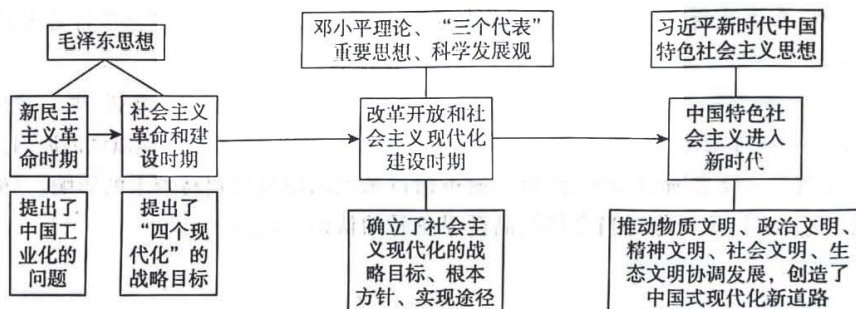 毛泽东思想
邓小平理论、“三个代表”
重要思想、科学发展观
习近平新时代中国
特色社会主义思想
新民主
主义革
命时期
社会主义
革命和建
设时期
改革开放和社
会主义现代化
建设时期
中国特色社
会主义进入
新时代
提出了
中国工
业化的
问题
提出了
“四个现
代化”的
战略目标
确立了社会主
义现代化的战
略目标、根本
方针、实现途径
推动物质文明、政治文明、
精神文明、社会文明、生
态文明协调发展，创造了
中国式现代化新道路